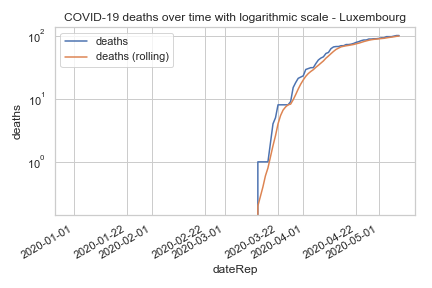 COVID-19 deaths over time with logarithmic scale - Luxembourg
deaths
deaths (rolling)
10²
10¹
10⁰
deaths
2020-01-01
2020-01-22
2020-02-01
2020-02-22
2020-03-01
2020-03-22
2020-04-01
2020-04-22
2020-05-01
dateRep